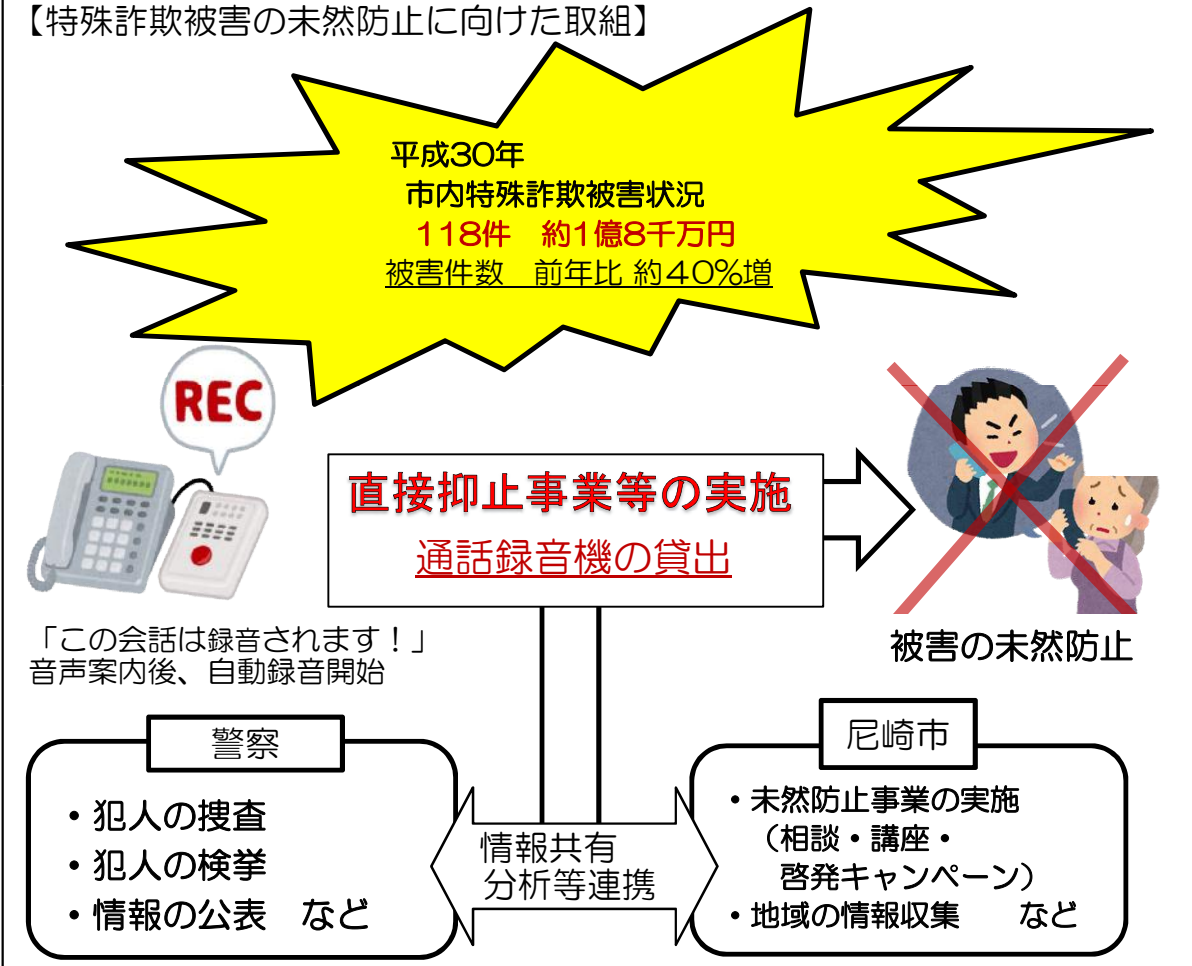 【特殊詐欺被害の未然防止に向けた取組】
平成30年
市内特殊詐欺被害状況
118件　約1億8千万円
被害件数　前年比 約40%増
REC
直接抑止事業等の実施
通話録音機の貸出
「この会話は録音されます！」
音声案内後、自動録音開始
被害の未然防止
警察
・犯人の捜査
・犯人の検挙
・情報の公表　など
情報共有
分析等連携
尼崎市
・未然防止事業の実施
（相談・講座・
啓発キャンペーン）
・地域の情報収集　　など